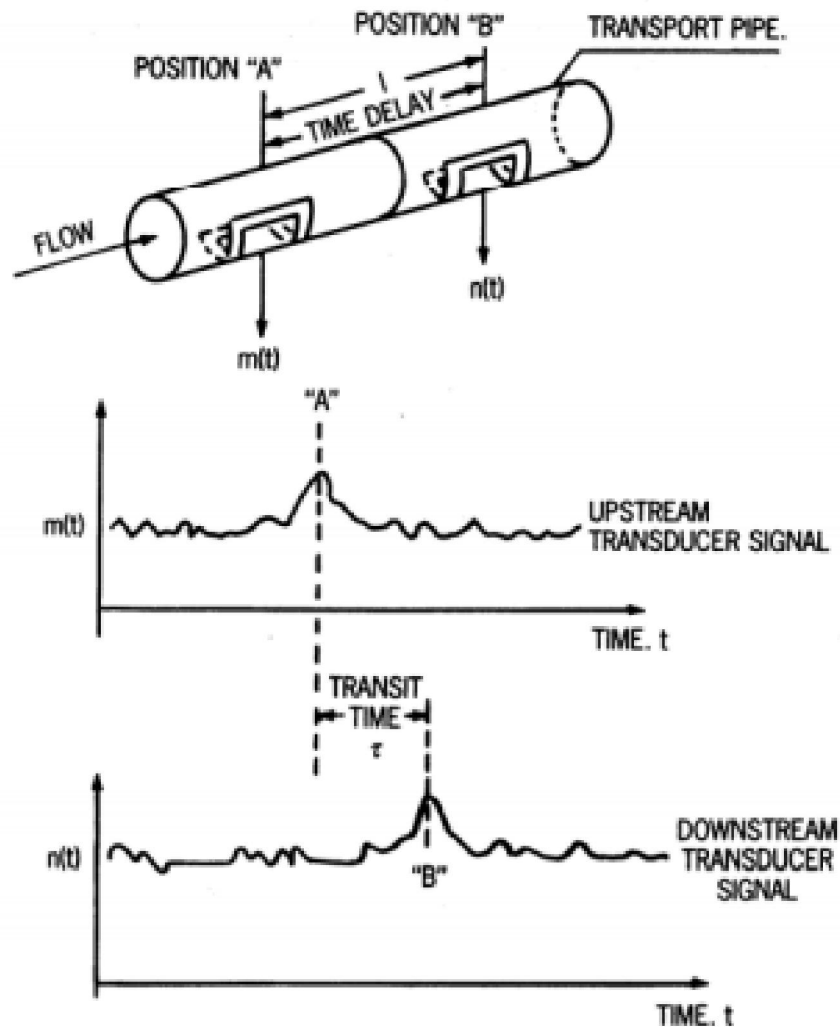 POSITION "B"
TRANSPORT PIPE.
POSITION "A"
l
TIME DELAY
FLOW
n(t)
m(t)
"A"
m(t)
UPSTREAM
TRANSDUCER SIGNAL
TIME. t
TRANSIT
TIME
τ
n(t)
"B"
DOWNSTREAM
TRANSDUCER
SIGNAL
TIME. t